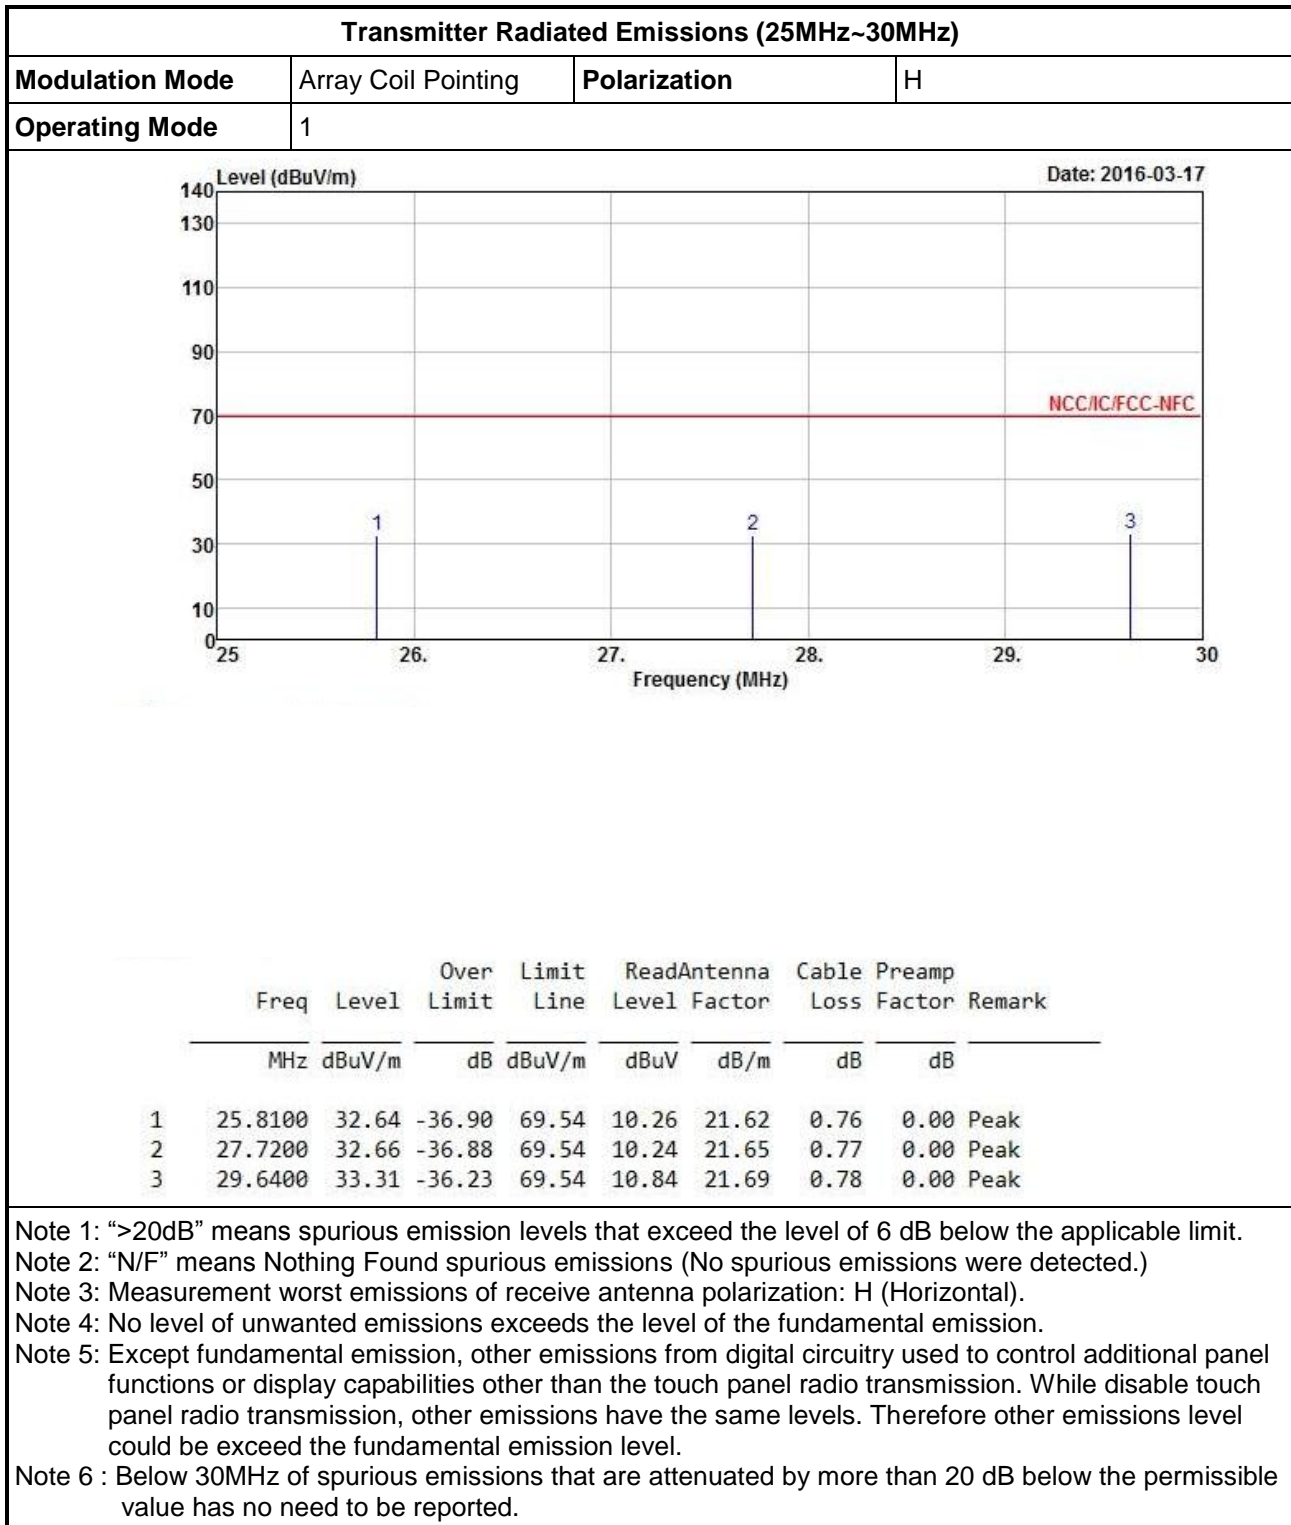 Transmitter Radiated Emissions (25MHz~30MHz)
Modulation Mode Array Coil Pointing Polarization H
Operating Mode 1
Level (dBuV/m) Date: 2016-03-17
140
130
110
90
NCC/IC/FCC-NFC
70
50
1 2 3
30
10
0
25 26. 27. 28. 29. 30
Frequency (MHz)
Over Limit ReadAntenna Cable Preamp
Freq Level Limit Line Level Factor Loss Factor Remark
MHz dBuV/m dB dBuV/m dBuV dB/m dB dB
1 25.8100 32.64 -36.90 69.54 10.26 21.62 0.76 0.00 Peak
2 27.7200 32.66 -36.88 69.54 10.24 21.65 0.77 0.00 Peak
3 29.6400 33.31 -36.23 69.54 10.84 21.69 0.78 0.00 Peak
Note 1: “>20dB” means spurious emission levels that exceed the level of 6 dB below the applicable limit.
Note 2: “N/F” means Nothing Found spurious emissions (No spurious emissions were detected.)
Note 3: Measurement worst emissions of receive antenna polarization: H (Horizontal).
Note 4: No level of unwanted emissions exceeds the level of the fundamental emission.
Note 5: Except fundamental emission, other emissions from digital circuitry used to control additional panel
functions or display capabilities other than the touch panel radio transmission. While disable touch
panel radio transmission, other emissions have the same levels. Therefore other emissions level
could be exceed the fundamental emission level.
Note 6 : Below 30MHz of spurious emissions that are attenuated by more than 20 dB below the permissible
value has no need to be reported.